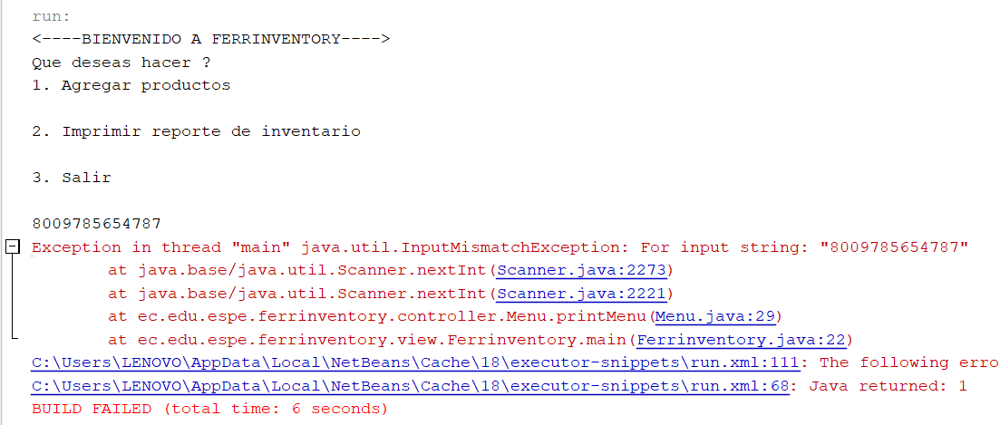 run:
<----BIENVENIDO A FERRINVENTORY---->
Que deseas hacer ?
1. Agregar productos
2. Imprimir reporte de inventario
3. Salir
8009785654787
Exception in thread "main" java.util.InputMismatchException: For input string: "8009785654787"
at java.base/java.util.Scanner.nextInt(Scanner.java:2273)
at java.base/java.util.Scanner.nextInt(Scanner.java:2221)
at ec.edu.espe.ferrinventory.controller.Menu.printMenu(Menu.java:29)
at ec.edu.espe.ferrinventory.view.Ferrinventory.main(Ferrinventory.java:22)
C:\Users\LENOVO\AppData\Local\NetBeans\Cache\18\executor-snippets\run.xml:111: The following erro
C:\Users\LENOVO\AppData\Local\NetBeans\Cache\18\executor-snippets\run.xml:68: Java returned: 1
BUILD FAILED (total time: 6 seconds)